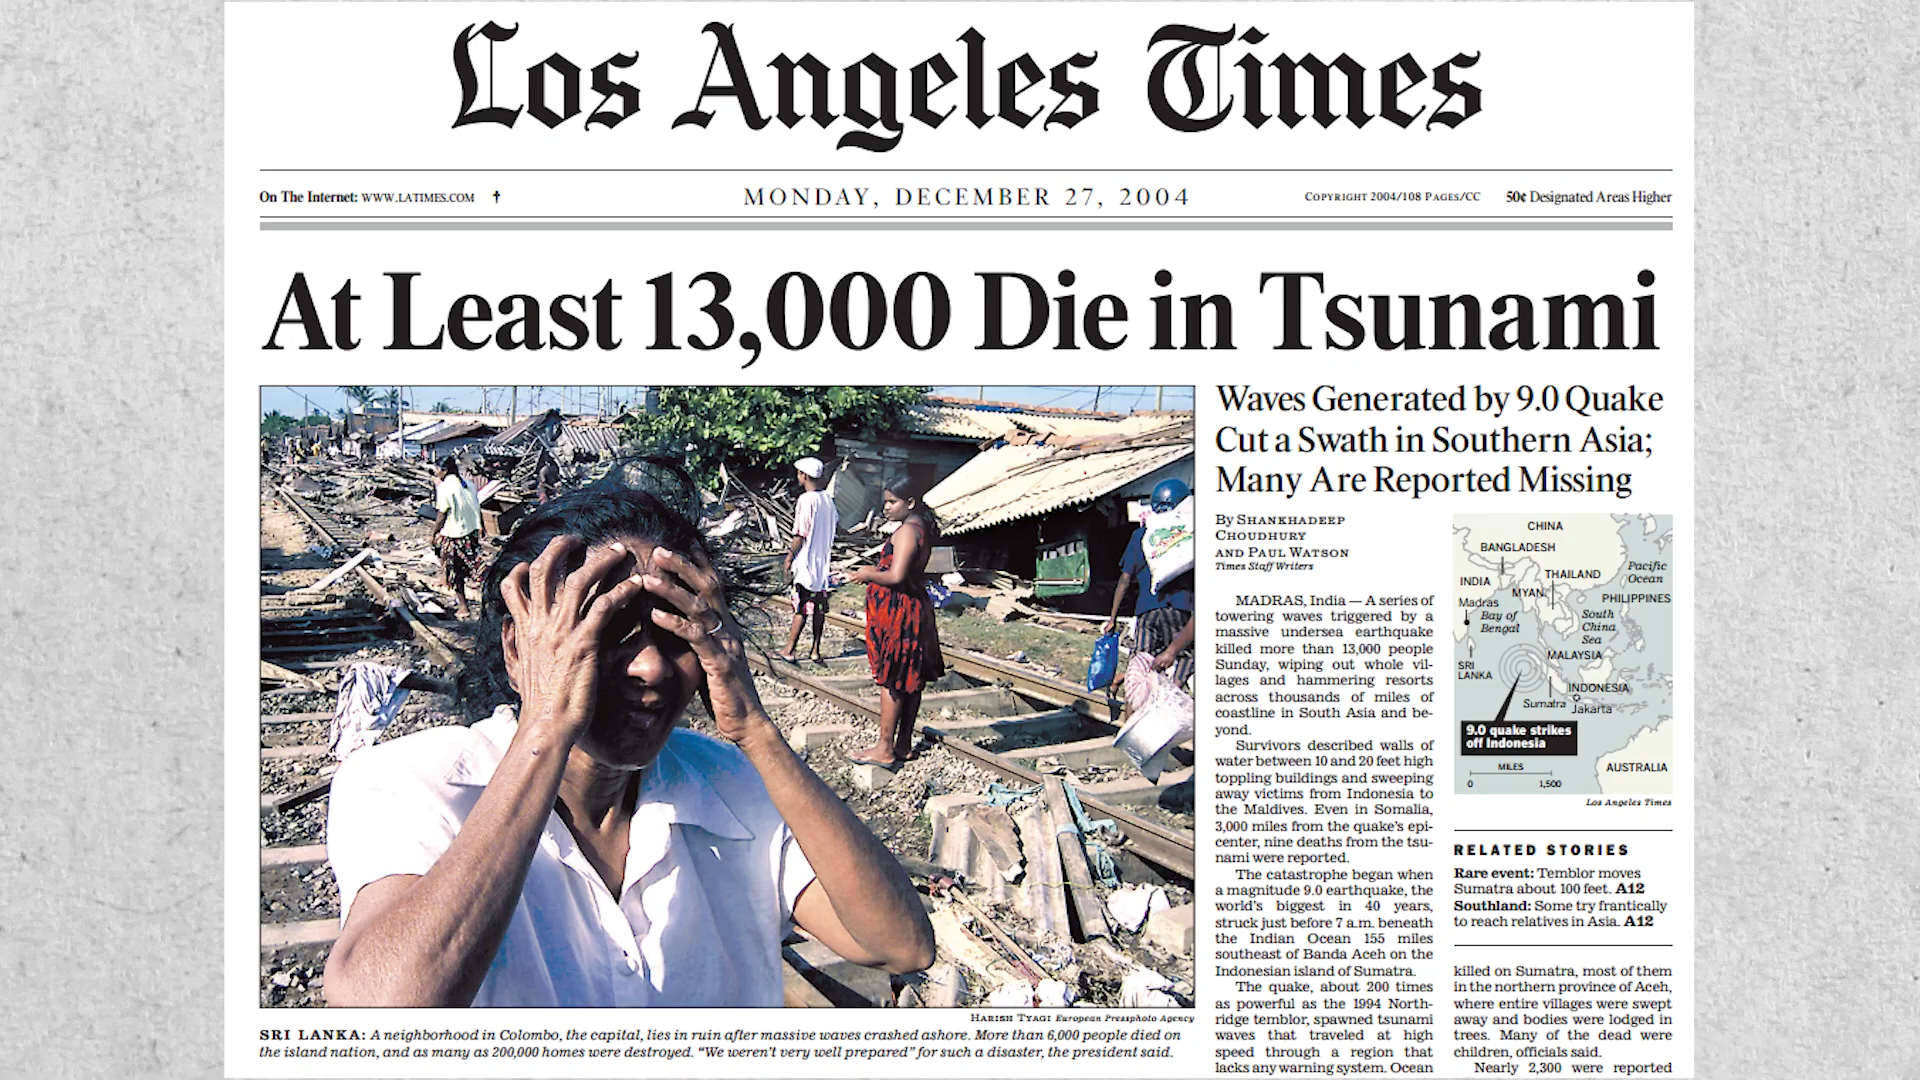 Los Angeles Times
On The Internet: WWW.LATIMES.COM
MONDAY, DECEMBER 27, 2004
COPYRIGHT 2004/108 PAGES/CC
50¢ Designated Areas Higher
At Least 13,000 Die in Tsunami
Waves Generated by 9.0 Quake
Cut a Swath in Southern Asia;
Many Are Reported Missing
By SHANKHADEEP
CHOUDHURY
AND PAUL WATSON
Times Staff Writers
MADRAS, India — A series of
towering waves triggered by a
massive undersea earthquake
killed more than 13,000 people
Sunday, wiping out whole vil-
lages and hammering resorts
across thousands of miles of
coastline in South Asia and be-
yond.
Survivors described walls of
water between 10 and 20 feet high
toppling buildings and sweeping
away victims from Indonesia to
the Maldives. Even in Somalia,
3,000 miles from the quake's epi-
center, nine deaths from the tsu-
nami were reported.
The catastrophe began when
a magnitude 9.0 earthquake, the
world's biggest in 40 years,
struck just before 7 a.m. beneath
the Indian Ocean 155 miles
southeast of Banda Aceh on the
Indonesian island of Sumatra.
The quake, about 200 times
as powerful as the 1994 North-
ridge temblor, spawned tsunami
waves that traveled at high
speed through a region that
lacks any warning system. Ocean
CHINA
BANGLADESH
Pacific
Ocean
INDIA
THAILAND
MYAN.
PHILIPPINES
Madras
Bay of
Bengal
South
China
Sea
MALAYSIA
SRI
LANKA
INDONESIA
Sumatra
Jakarta
9.0 quake strikes
off Indonesia
MILES
0
1,500
AUSTRALIA
Los Angeles Times
RELATED STORIES
Rare event: Temblor moves
Sumatra about 100 feet. A12
Southland: Some try frantically
to reach relatives in Asia. A12
killed on Sumatra, most of them
in the northern province of Aceh,
where entire villages were swept
away and bodies were lodged in
trees. Many of the dead were
children, officials said.
Nearly 2,300 were reported
HARISH TYAGI European Pressphoto Agency
SRI LANKA: A neighborhood in Colombo, the capital, lies in ruin after massive waves crashed ashore. More than 6,000 people died on
the island nation, and as many as 200,000 homes were destroyed. "We weren't very well prepared" for such a disaster, the president said.